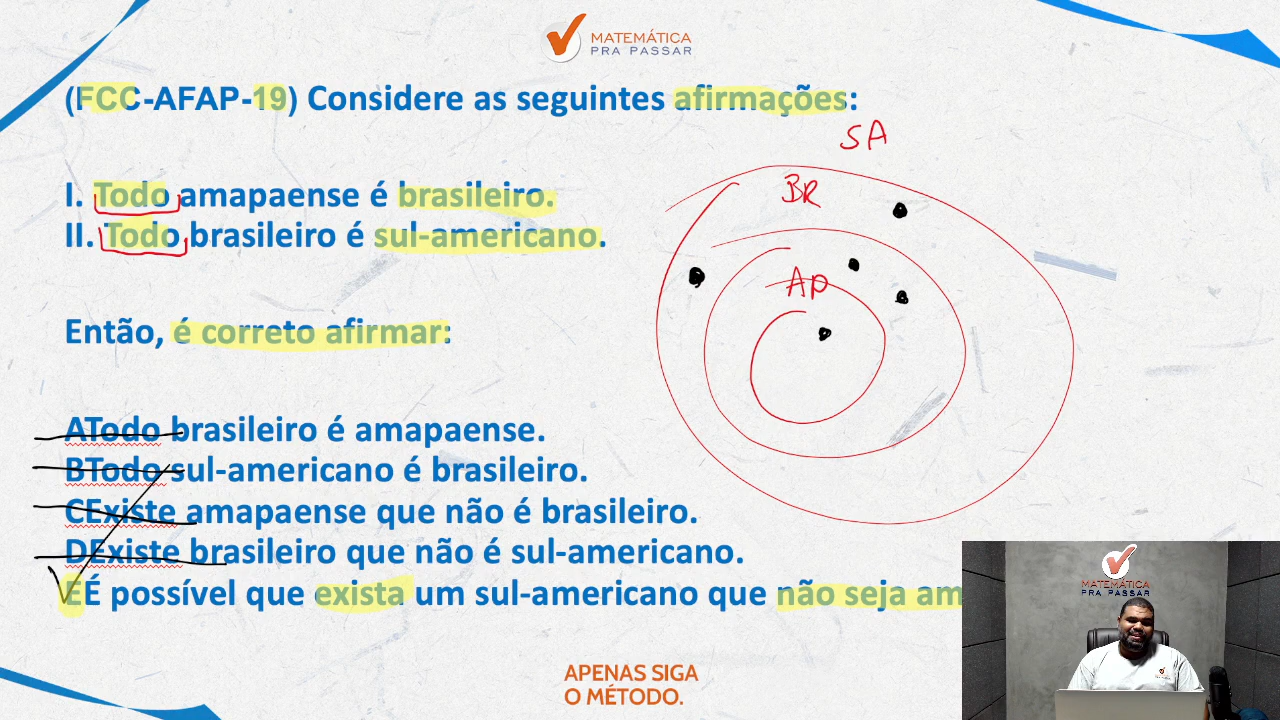 MATEMÁTICA
PRA PASSAR
(FCC-AFAP-19) Considere as seguintes afirmações:
SA
BR
I. Todo amapaense é brasileiro.
II. Todo brasileiro é sul-americano.
AP
Então, é correto afirmar:
ATodo brasileiro é amapaense.
BTodo sul-americano é brasileiro.
CExiste amapaense que não é brasileiro.
DExiste brasileiro que não é sul-americano.
EÉ possível que exista um sul-americano que não seja am
MATEMÁTICA
PRA PASSAR
APENAS SIGA
O MÉTODO.